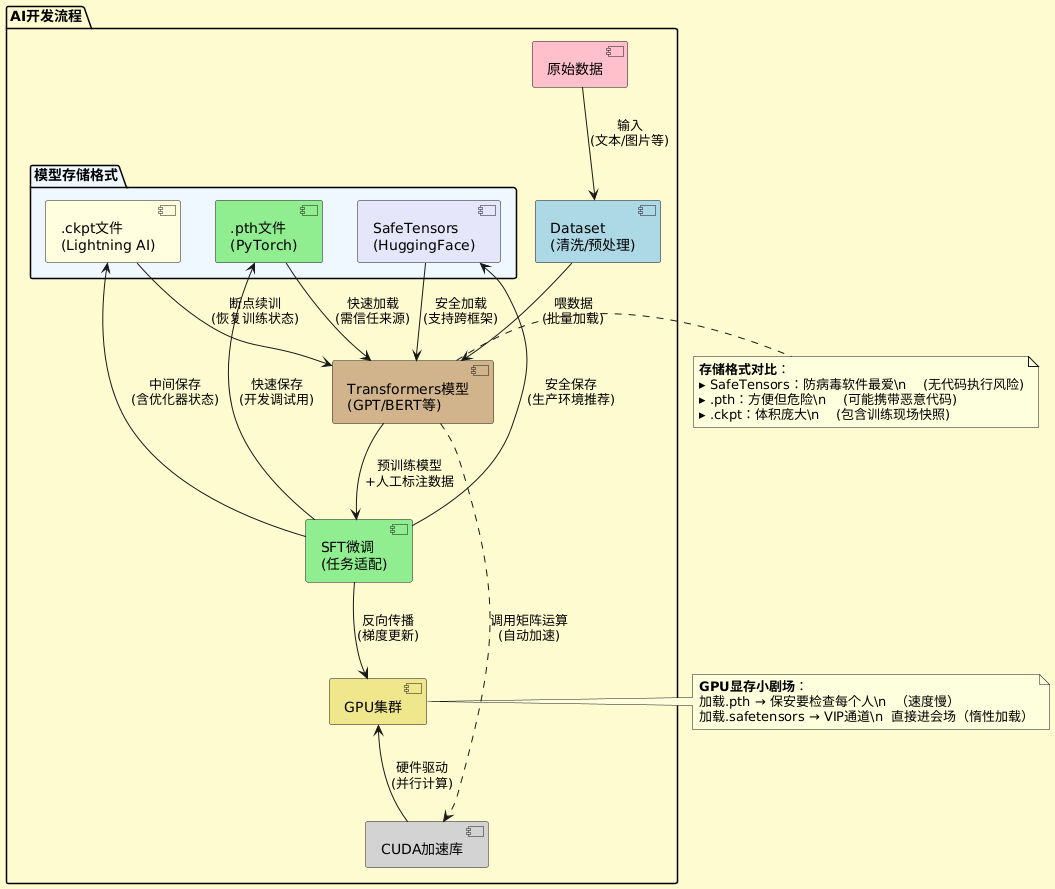 AI开发流程
原始数据
输入
(文本/图片等)
模型存储格式
.ckpt文件
(Lightning AI)
.pth文件
(PyTorch)
SafeTensors
(HuggingFace)
Dataset
(清洗/预处理)
断点续训
(恢复训练状态)
快速加载
(需信任来源)
安全加载
(支持跨框架)
喂数据
(批量加载)
中间保存
(含优化器状态)
快速保存
(开发调试用)
Transformers模型
(GPT/BERT等)
安全保存
(生产环境推荐)
存储格式对比：
▸ SafeTensors：防病毒软件最爱\n    (无代码执行风险)
▸ .pth：方便但危险\n    (可能携带恶意代码)
▸ .ckpt：体积庞大\n    (包含训练现场快照)
预训练模型
+人工标注数据
SFT微调
(任务适配)
反向传播
(梯度更新)
调用矩阵运算
(自动加速)
GPU集群
GPU显存小剧场：
加载.pth → 保安要检查每个人\n  （速度慢）
加载.safetensors → VIP通道\n  直接进会场（惰性加载）
硬件驱动
(并行计算)
CUDA加速库